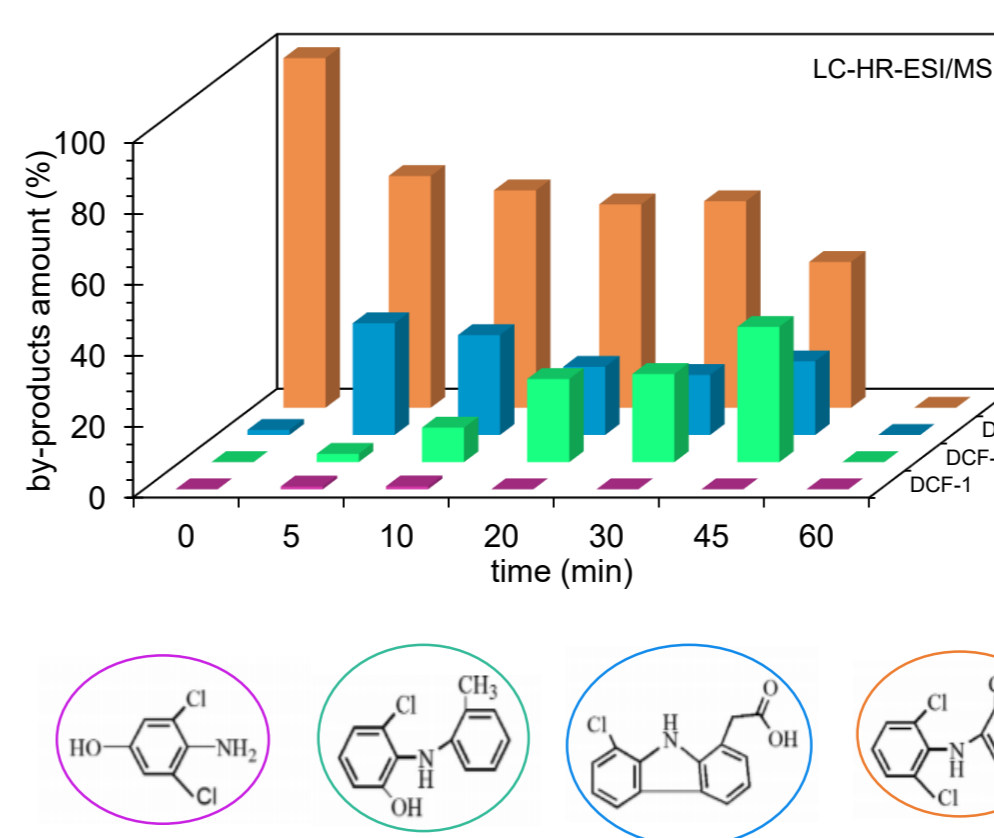 LC-HR-ESI/MS
by-products amount (%)
100
80
60
40
20
0
D
DCF-
DCF-1
0 5 10 20 30 45 60
time (min)
Cl
HO
NH₂
Cl
CH₃
Cl
N
H
OH
Cl
H
N
O
OH
Cl
N
H
Cl